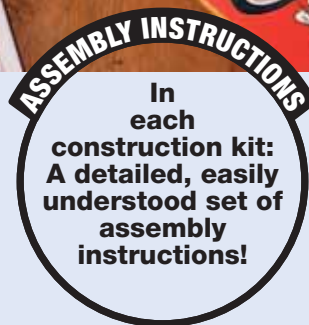 ASSEMBLY INSTRUCTIONS
In
each
construction kit:
A detailed, easily
understood set of
assembly
instructions!